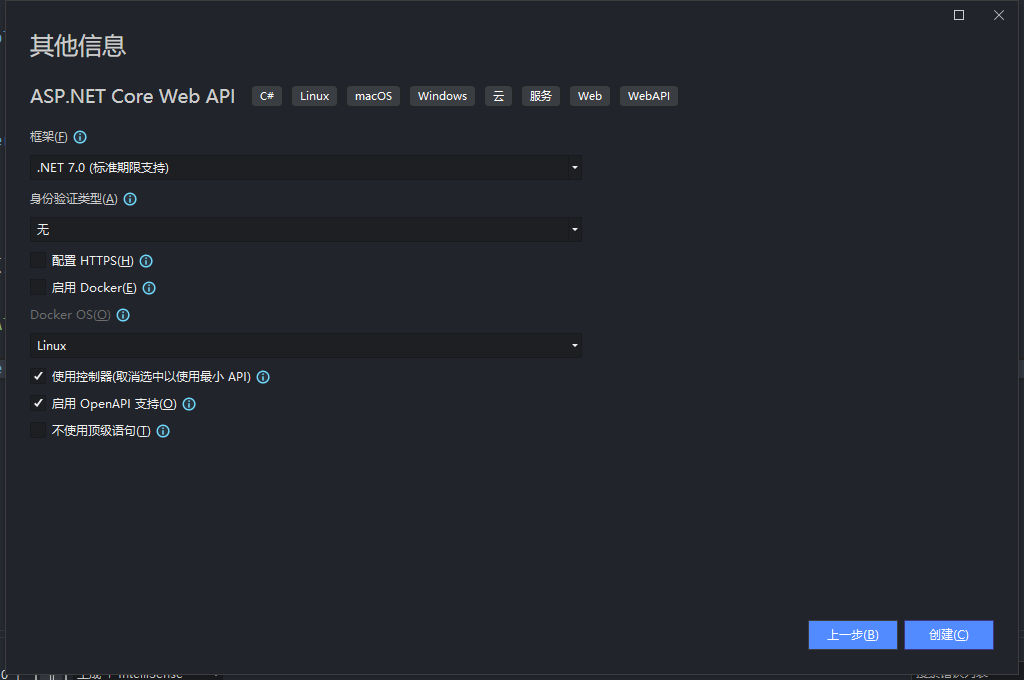 其他信息
ASP.NET Core Web API C# Linux macOS Windows 云 服务 Web WebAPI
框架(F)
.NET 7.0 (标准期限支持)
身份验证类型(A)
无
配置 HTTPS(H)
启用 Docker(E)
Docker OS(O)
Linux
使用控制器(取消选中以使用最小 API)
启用 OpenAPI 支持(O)
不使用顶级语句(T)
上一步(B) 创建(C)